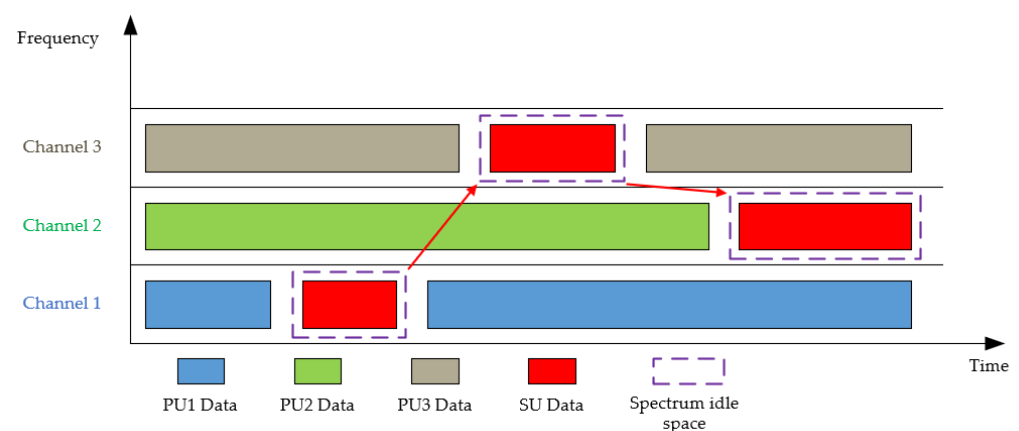 Frequency
Channel 3
Channel 2
Channel 1
Time
PU1 Data
PU2 Data
PU3 Data
SU Data
Spectrum idle
space